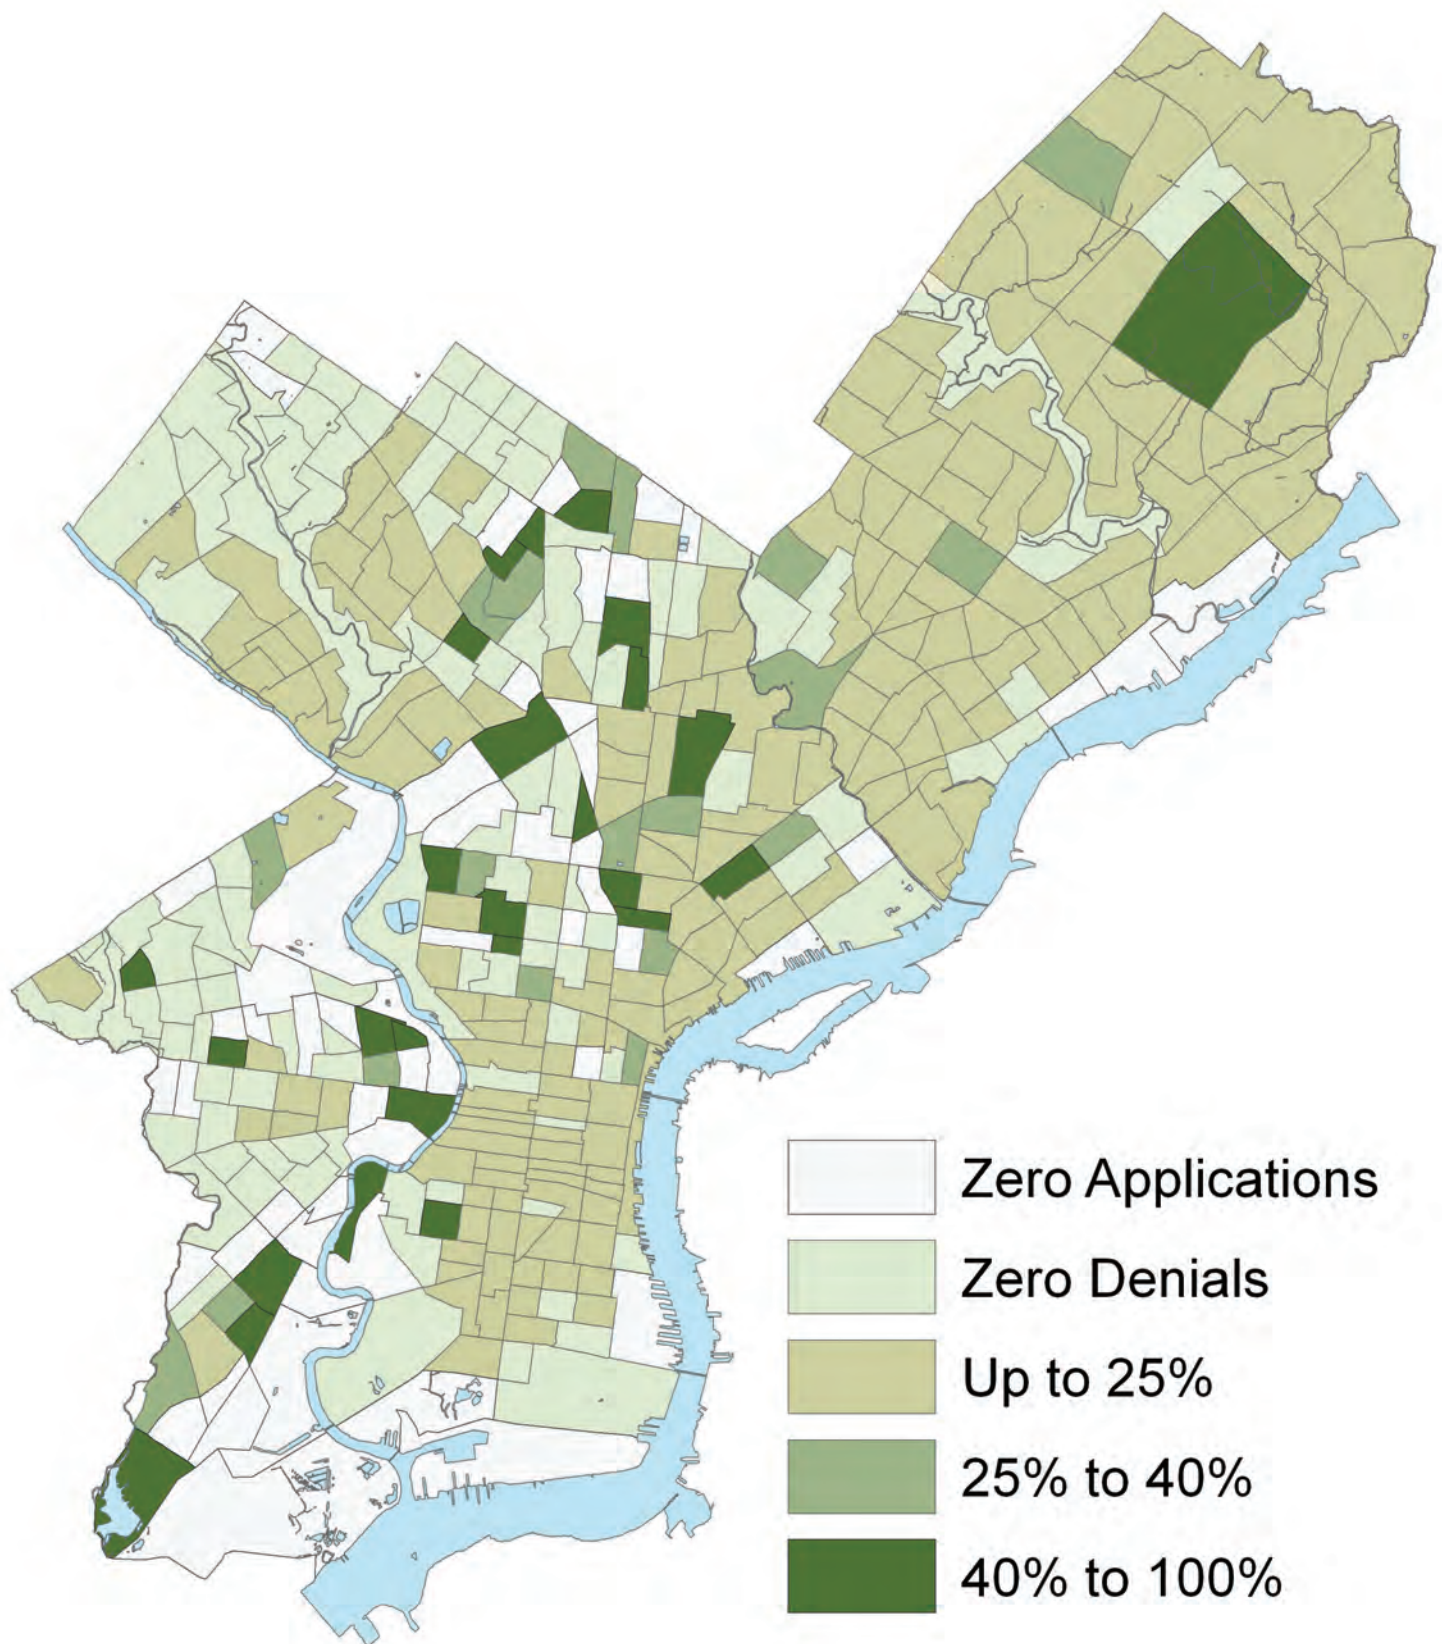 Zero Applications
Zero Denials
Up to 25%
25% to 40%
40% to 100%